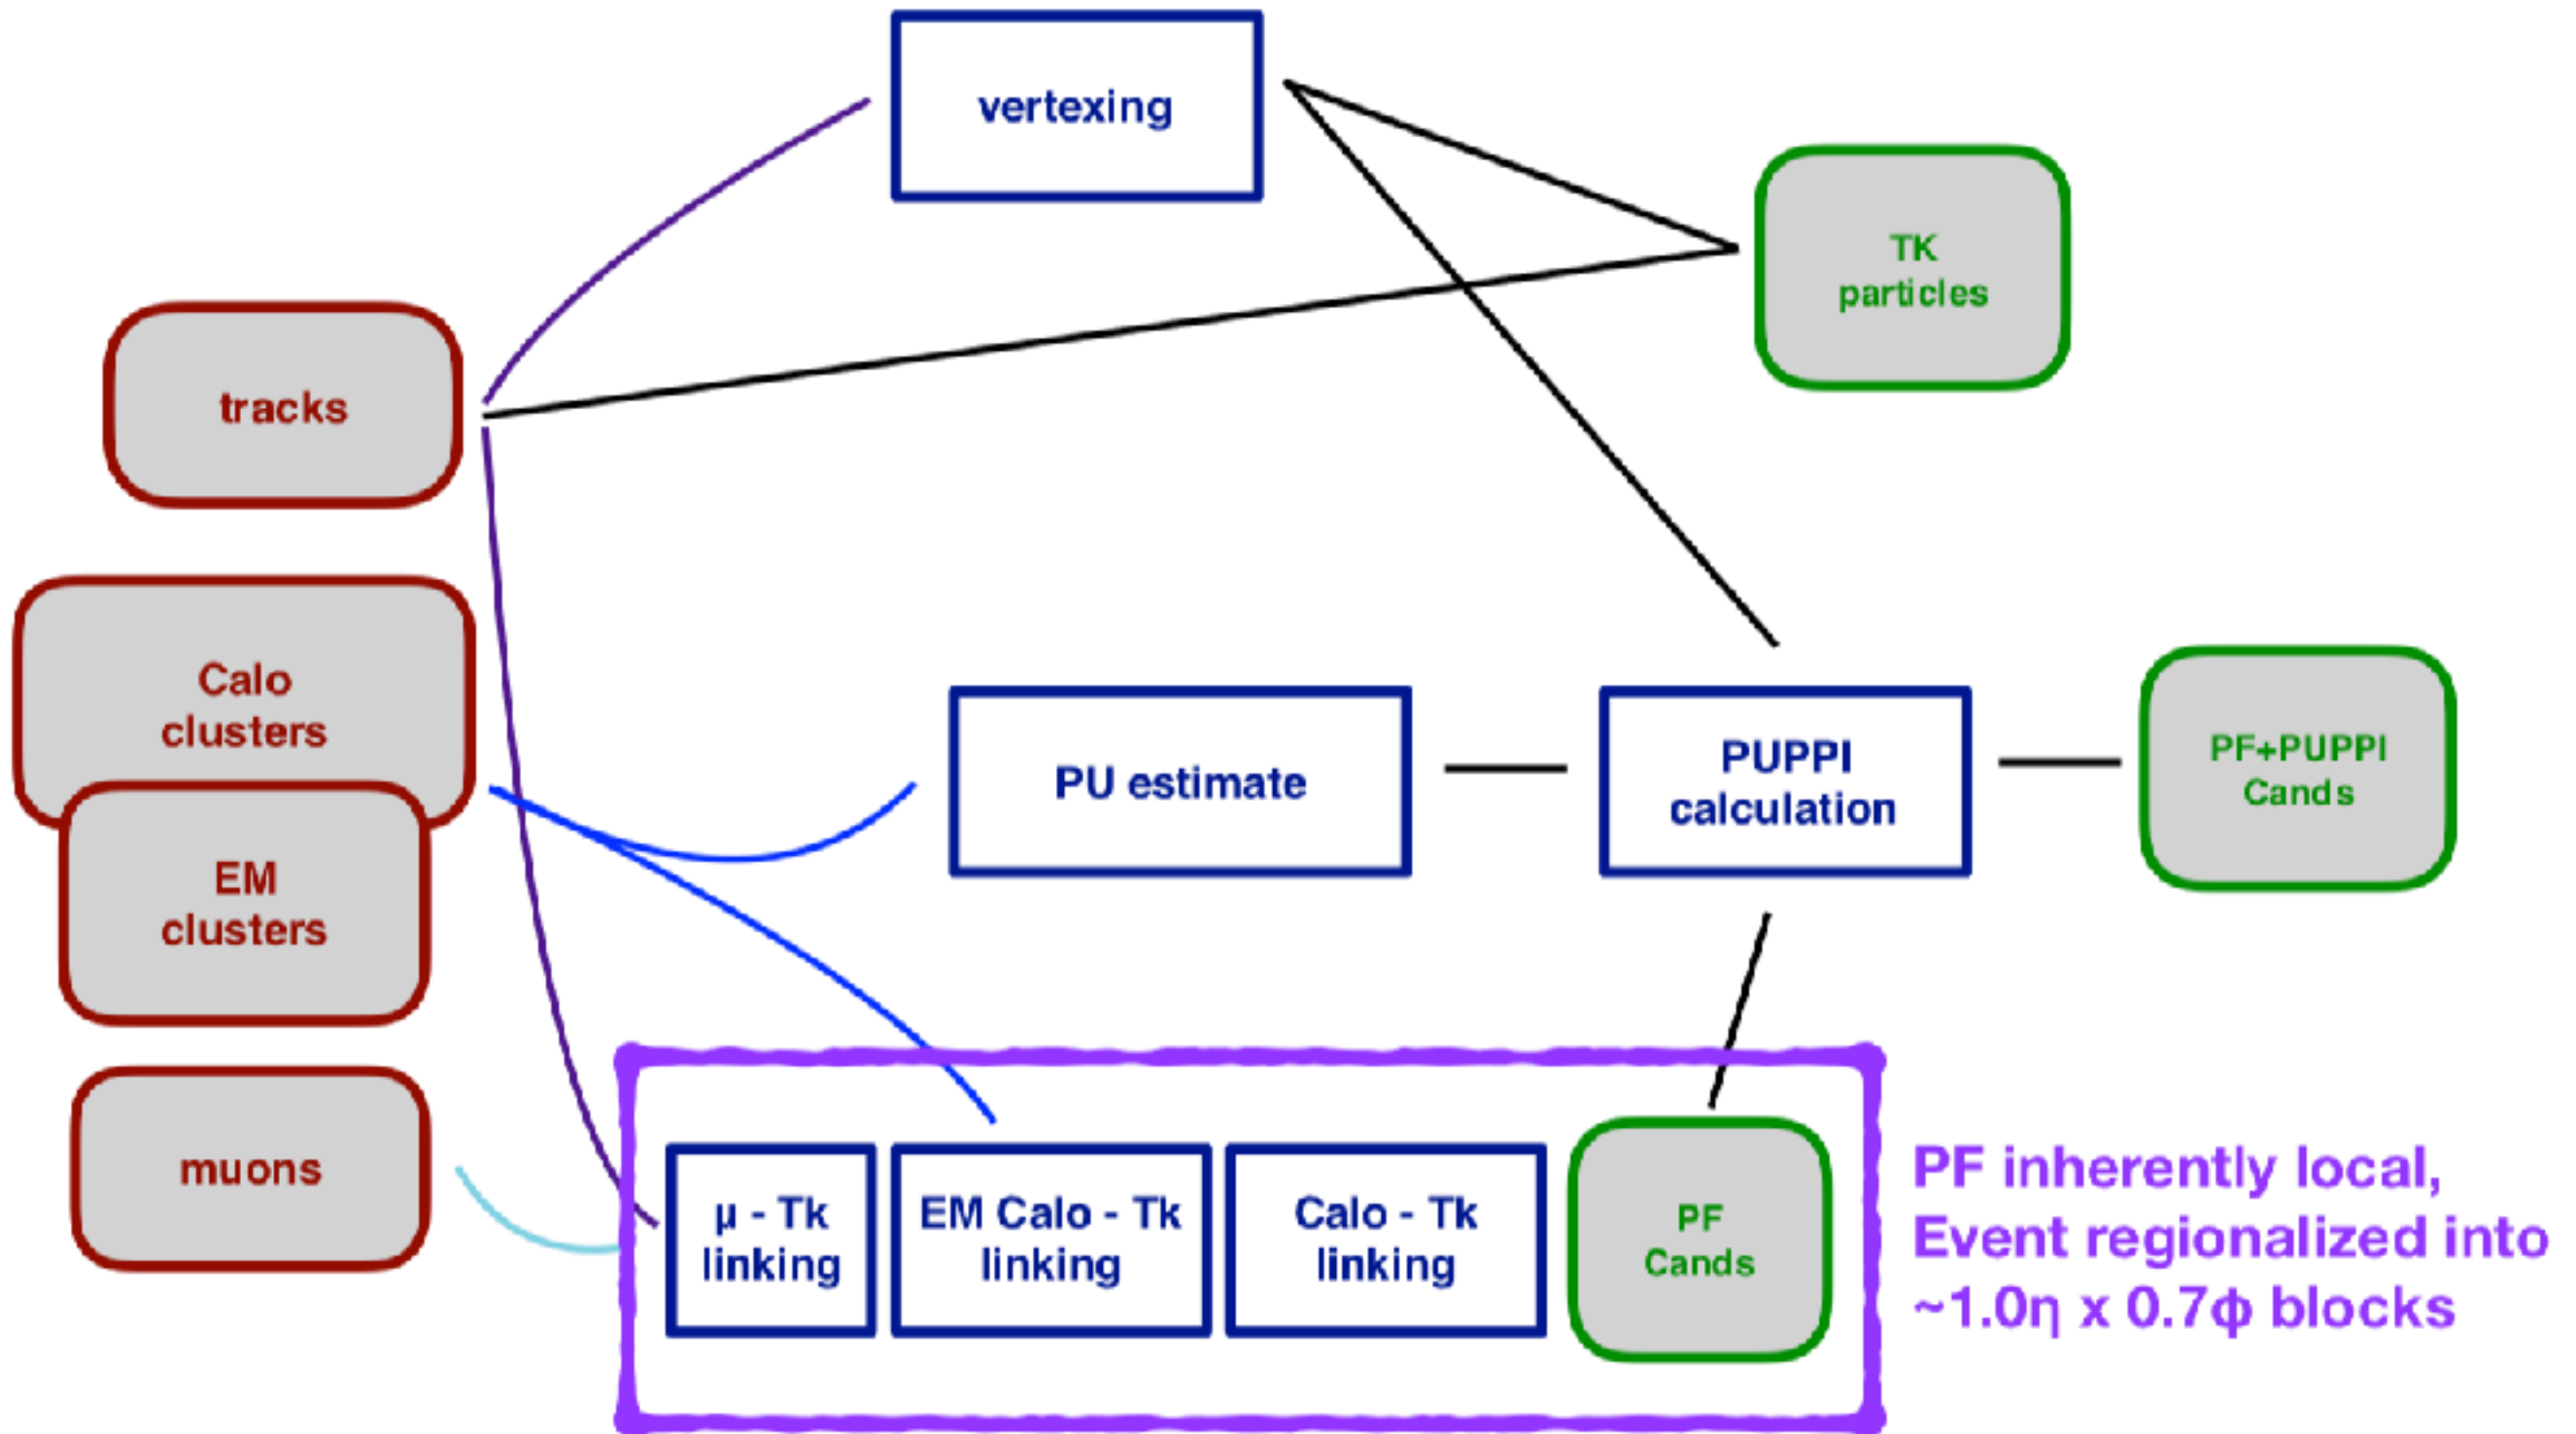 vertexing
TK
particles
tracks
Calo
clusters
EM
clusters
muons
PU estimate
PUPPI
calculation
PF+PUPPI
Cands
μ - Tk
linking
EM Calo - Tk
linking
Calo - Tk
linking
PF
Cands
PF inherently local,
Event regionalized into
~1.0η x 0.7ϕ blocks